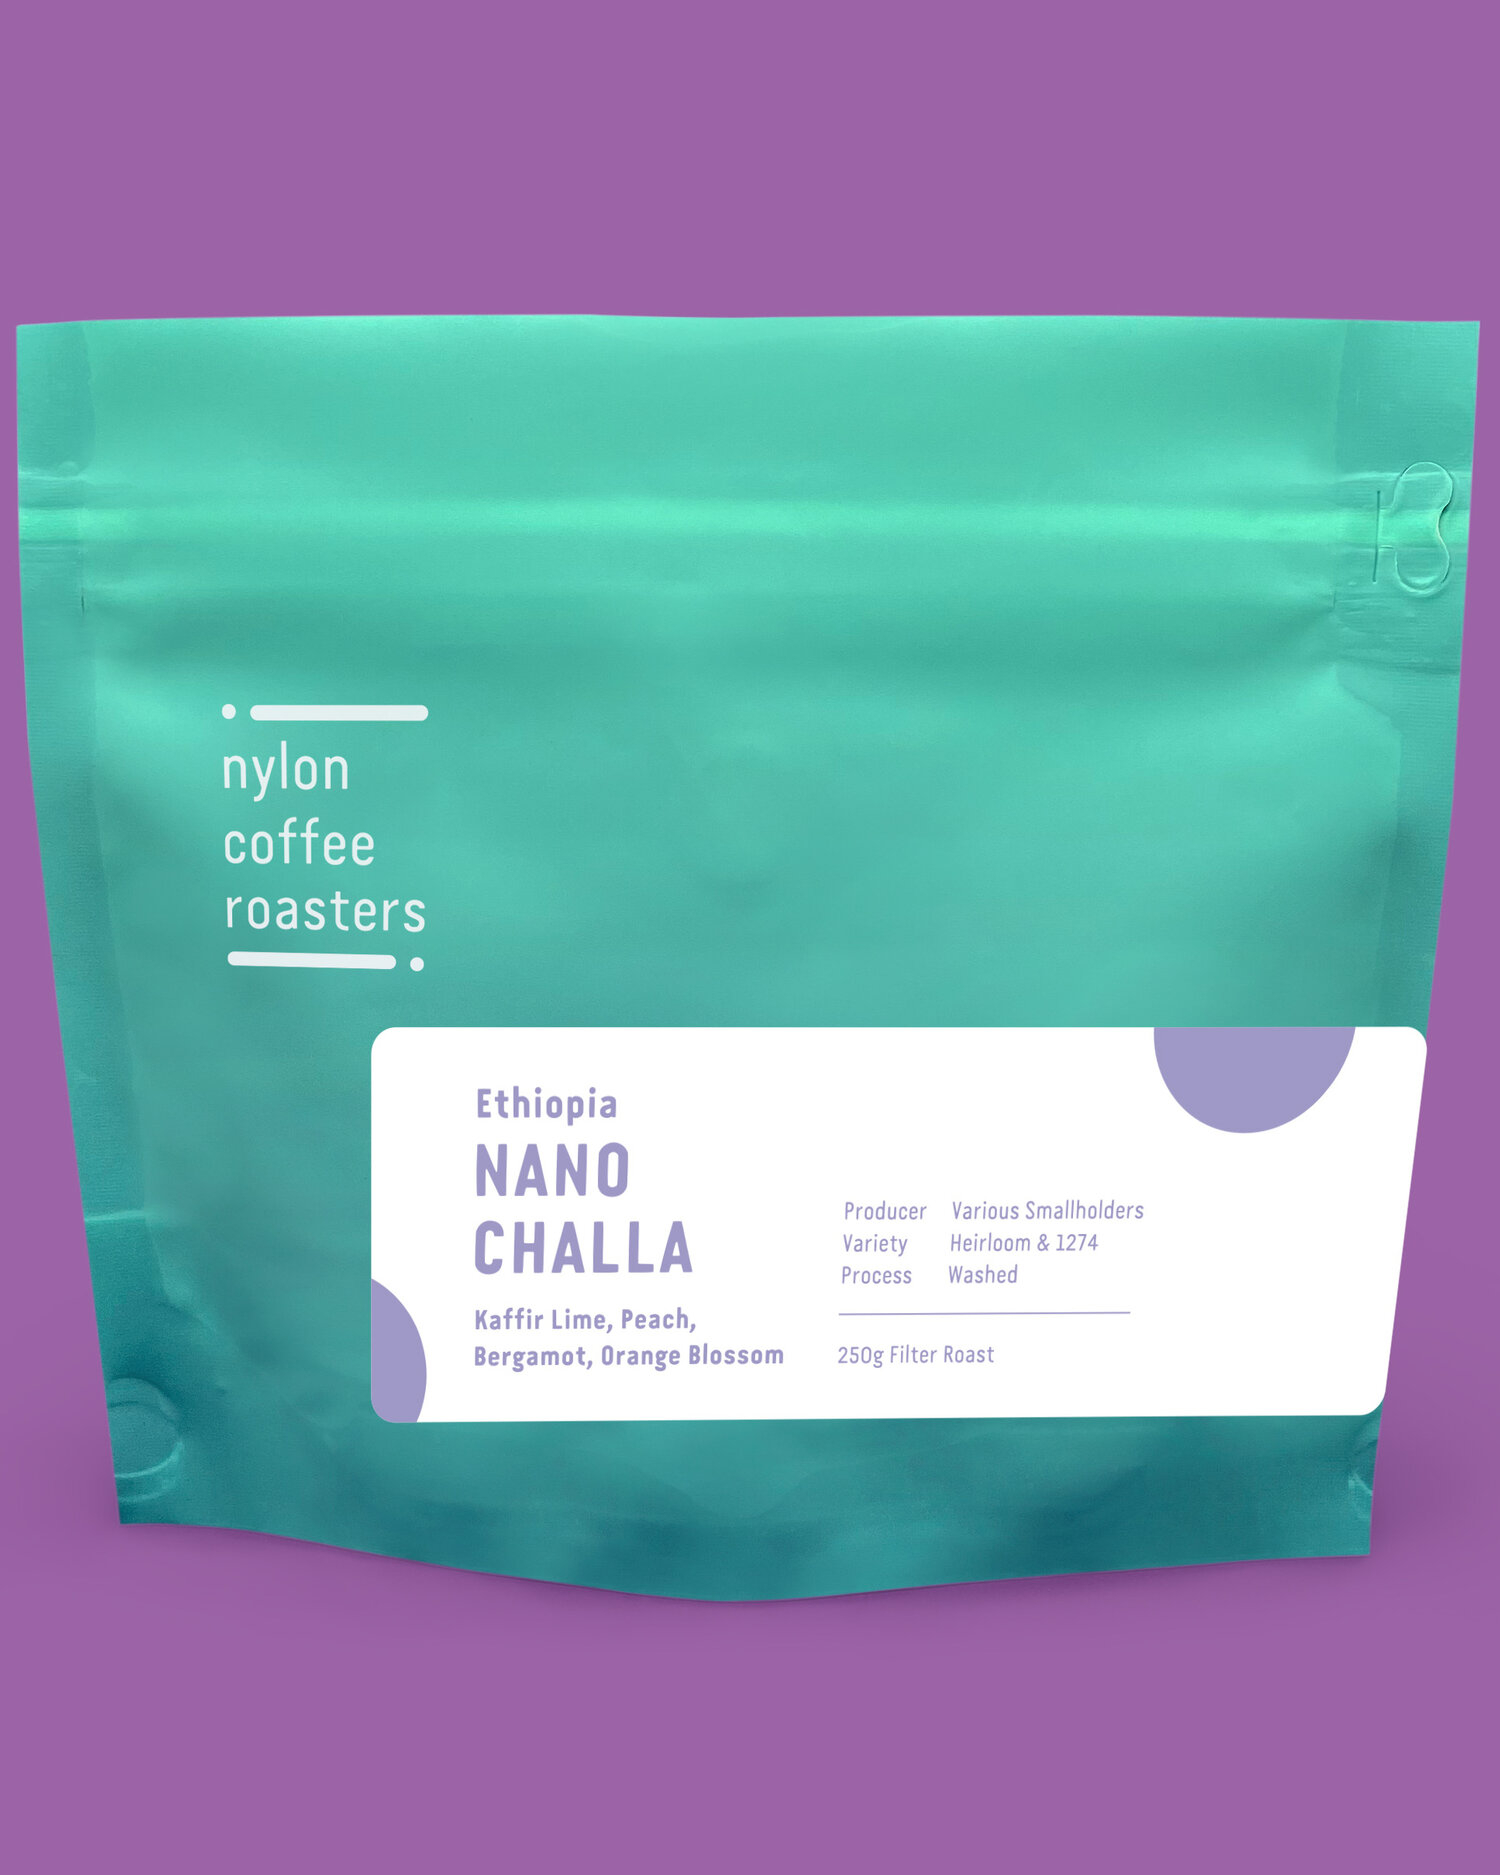 nylon
coffee
roasters
Ethiopia
NANO
CHALLA
Kaffir Lime, Peach,
Bergamot, Orange Blossom
Producer Various Smallholders
Variety Heirloom & 1274
Process Washed
250g Filter Roast